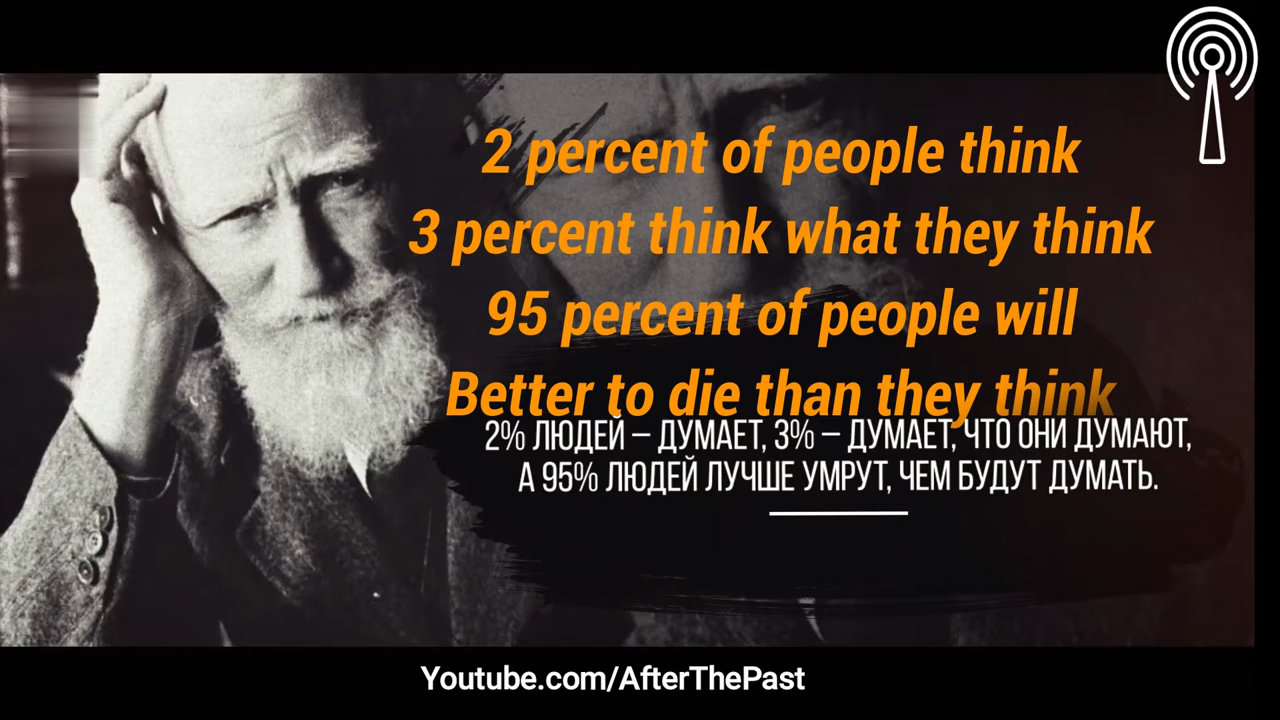 2 percent of people think
3 percent think what they think
95 percent of people will
Better to die than they think
2% ЛЮДЕЙ – ДУМАЕТ, 3% – ДУМАЕТ, ЧТО ОНИ ДУМАЮТ,
А 95% ЛЮДЕЙ ЛУЧШЕ УМРУТ, ЧЕМ БУДУТ ДУМАТЬ.
Youtube.com/AfterThePast